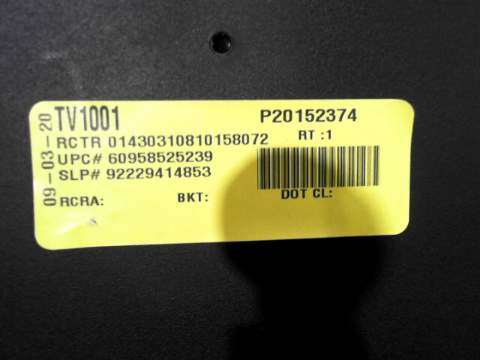 09-03-20
TV1001 P20152374
RCTR 01430310810158072 RT :1
UPC# 60958525239
SLP# 92229414853
RCRA: BKT: DOT CL: